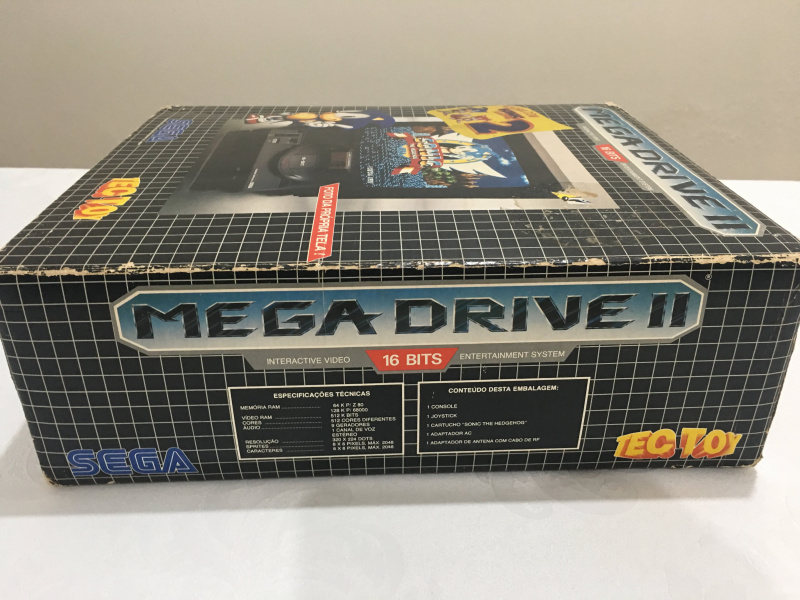 SEGA
TEC TOY
FOTO DA PRÓPRIA TELA!
MEGA DRIVE II
16 BITS
MEGA DRIVE II
INTERACTIVE VIDEO 16 BITS ENTERTAINMENT SYSTEM
ESPECIFICAÇÕES TÉCNICAS
MEMÓRIA RAM 64 K P/ Z 80
128 K P/ 68000
VÍDEO RAM 512 K BITS
CORES 512 CORES DIFERENTES
ÁUDIO 9 GERADORES
1 CANAL DE VOZ
ESTÉREO
RESOLUÇÃO 320 X 224 DOTS
SPRITES 8 X 8 PIXELS, MAX. 2048
CARACTERES 8 X 8 PIXELS, MAX. 2048
CONTEÚDO DESTA EMBALAGEM:
1 CONSOLE
1 JOYSTICK
1 CARTUCHO "SONIC THE HEDGEHOG"
1 ADAPTADOR AC
1 ADAPTADOR DE ANTENA COM CABO DE RF
SEGA
TEC TOY